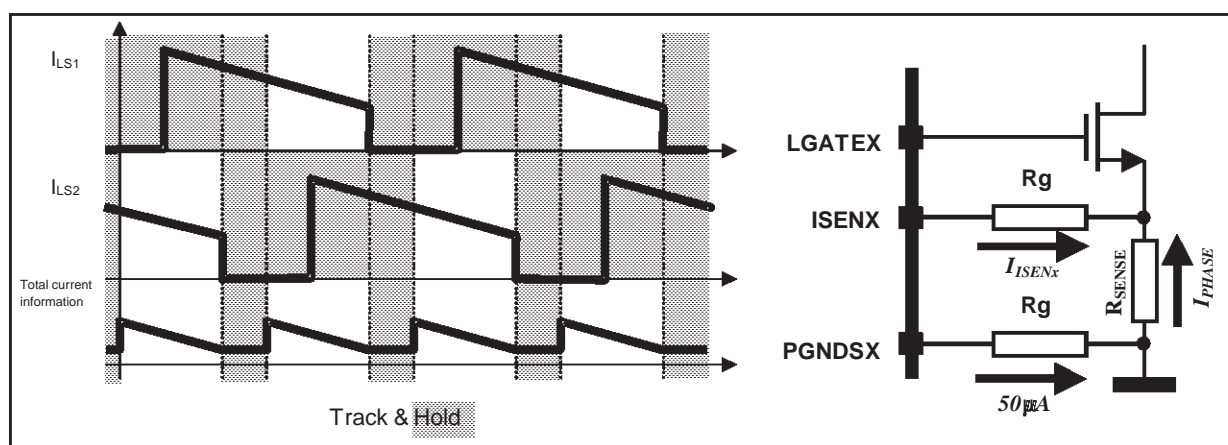 I_LS1
I_LS2
Total current
information
Track & Hold
LGATEX
ISENX
PGNDSX
Rg
I_ISENx
Rg
50µA
R_SENSE
I_PHASE